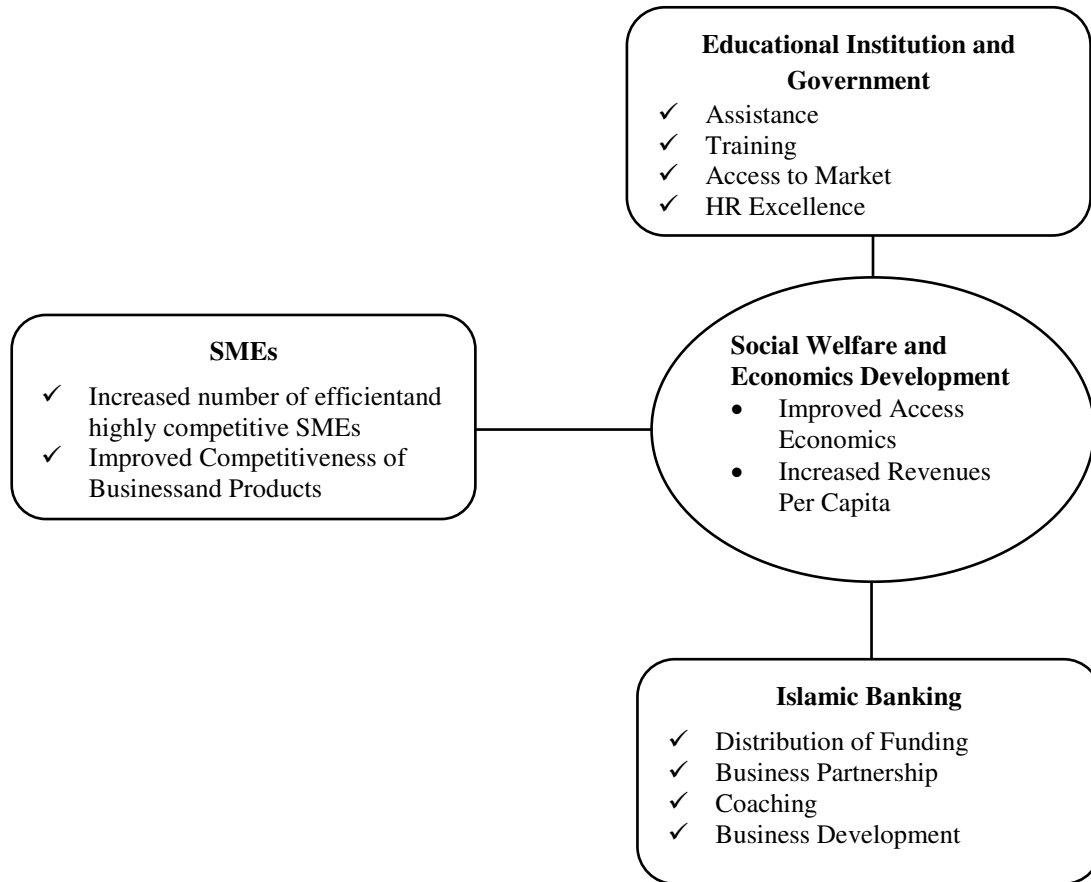 Educational Institution and
Government
✓ Assistance
✓ Training
✓ Access to Market
✓ HR Excellence
SMEs
✓ Increased number of efficientand
highly competitive SMEs
✓ Improved Competitiveness of
Businessand Products
Social Welfare and
Economics Development
• Improved Access
Economics
• Increased Revenues
Per Capita
Islamic Banking
✓ Distribution of Funding
✓ Business Partnership
✓ Coaching
✓ Business Development